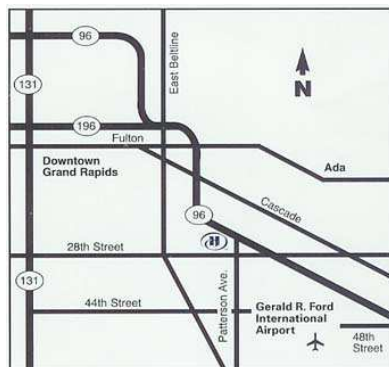 96
East Beltline
131
N
196
Fulton
Downtown
Grand Rapids
Ada
Cascade
96
H
28th Street
131
44th Street
Patterson Ave.
Gerald R. Ford
International
Airport
48th
Street